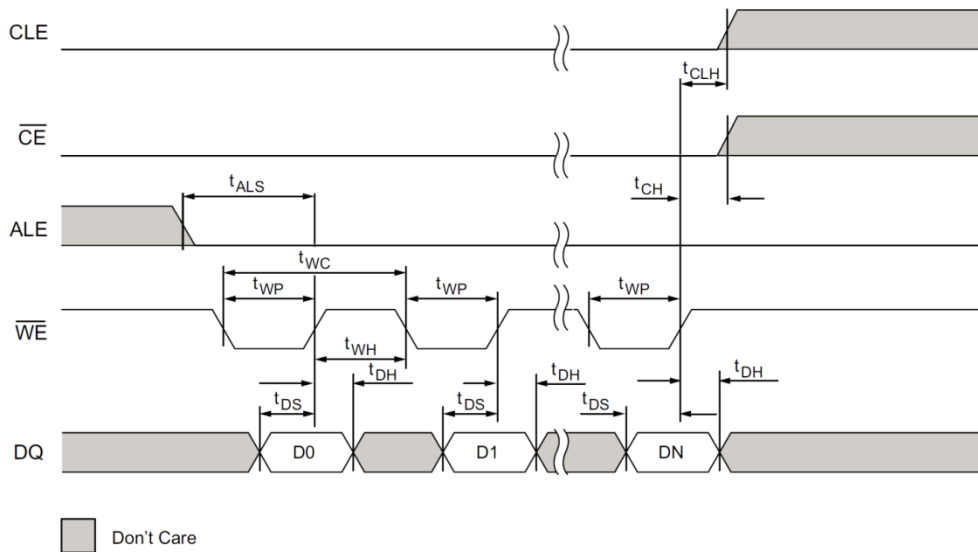 CLE
tCLH
CE
tCH
tALS
ALE
tWC
tWP tWP tWP
WE
tWH
tDH tDH tDH
tDS tDS tDS
DQ D0 D1 DN
Don't Care